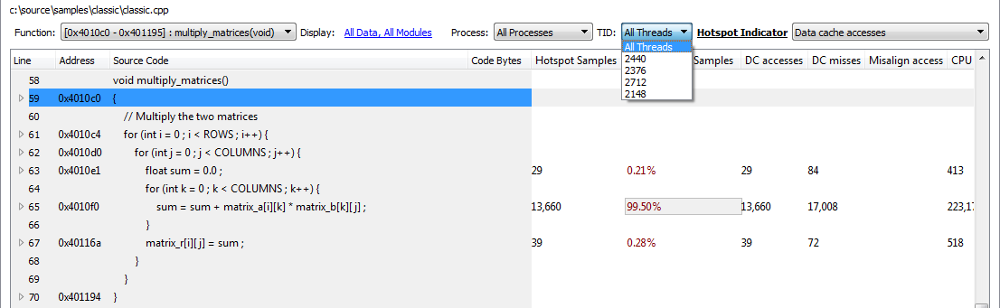 c:\source\samples\classic\classic.cpp
Function: [0x4010c0 - 0x401195] : multiply_matrices(void) Display: All Data, All Modules Process: All Processes TID: All Threads Hotspot Indicator Data cache accesses
All Threads
2440
2376
2712
2148
Line Address Source Code Code Bytes Hotspot Samples Samples DC accesses DC misses Misalign access CPU
58 void multiply_matrices()
59 0x4010c0 {
60 // Multiply the two matrices
61 0x4010c4 for (int i = 0 ; i < ROWS ; i++) {
62 0x4010d0 for (int j = 0 ; j < COLUMNS ; j++) {
63 0x4010e1 float sum = 0.0 ; 29 0.21% 29 84 413
64 for (int k = 0 ; k < COLUMNS ; k++) {
65 0x4010f0 sum = sum + matrix_a[i][k] * matrix_b[k][j] ; 13,660 99.50% 13,660 17,008 223,17
66 }
67 0x40116a matrix_r[i][j] = sum ; 39 0.28% 39 72 518
68 }
69 }
70 0x401194 }